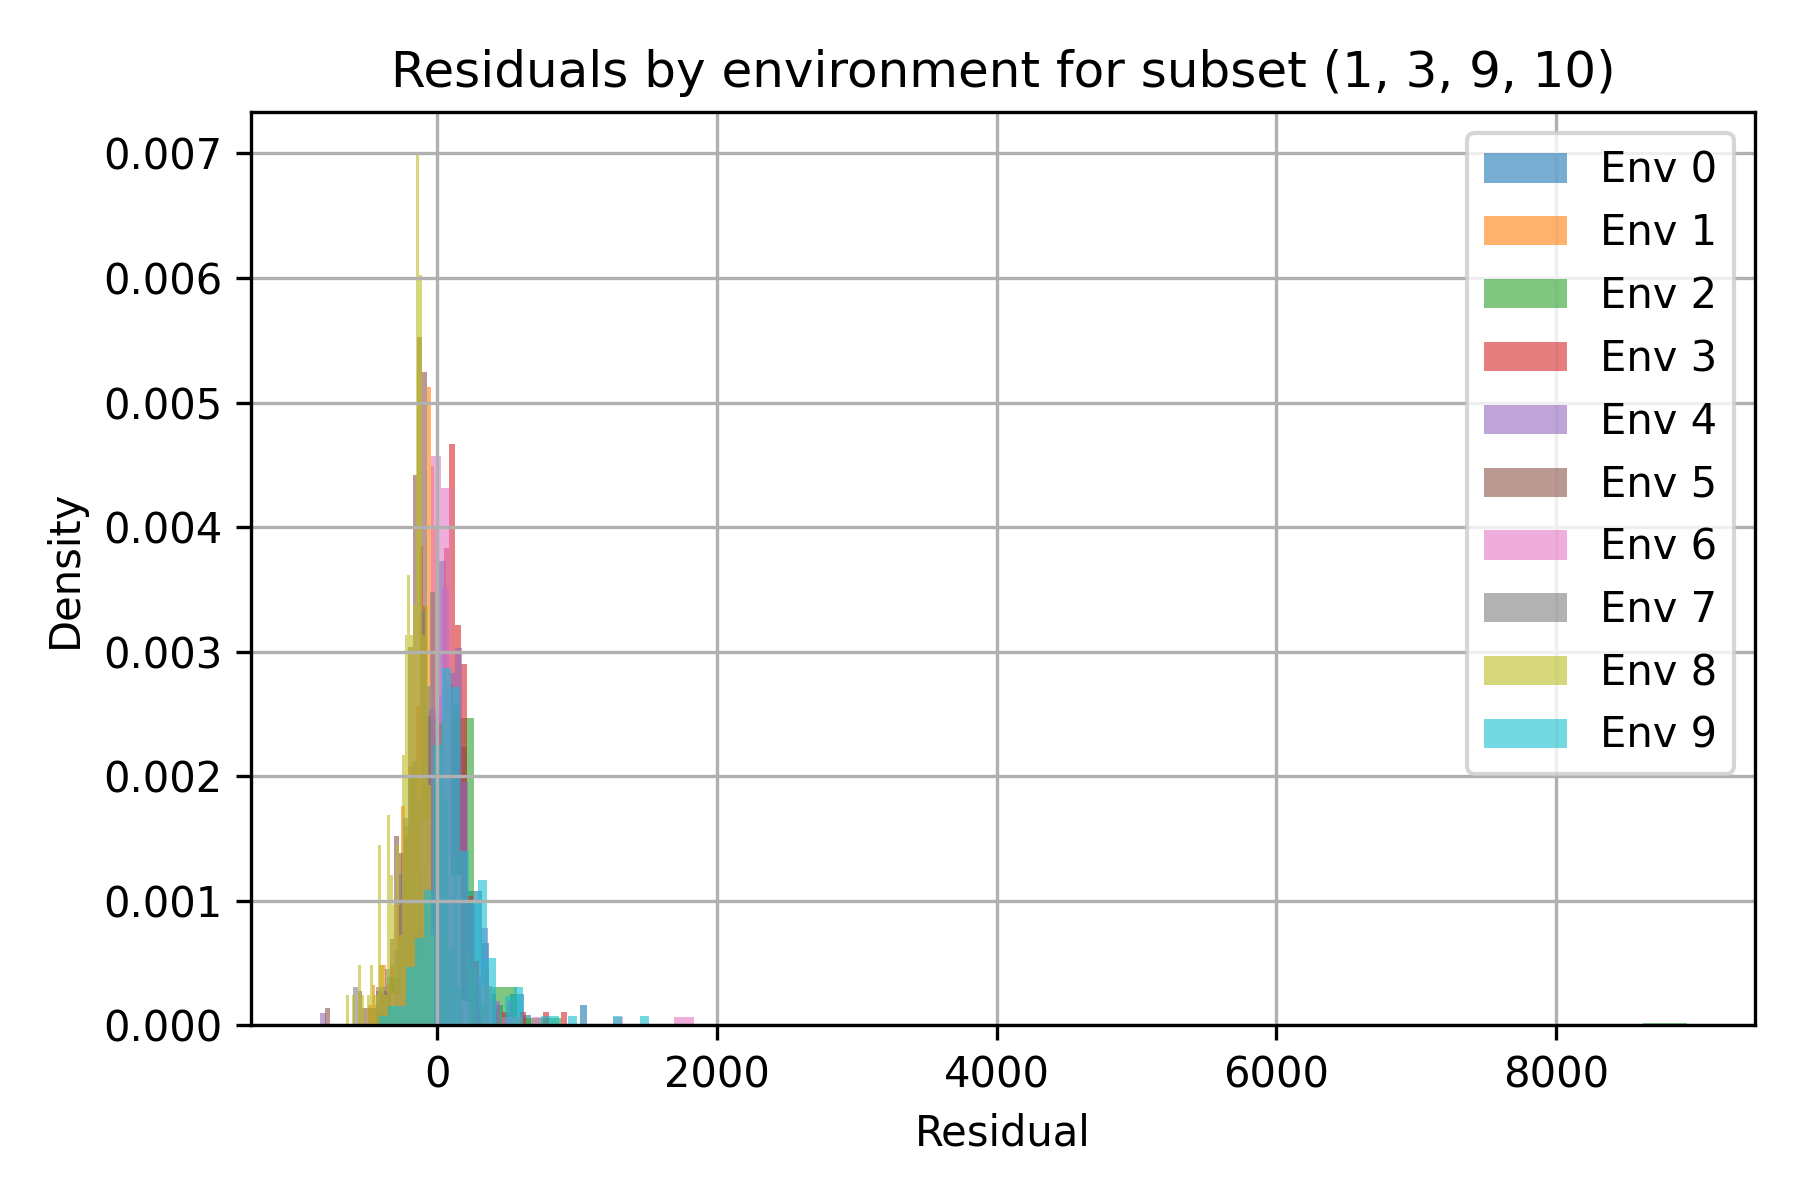 Residuals by environment for subset (1, 3, 9, 10)
0.007
0.006
0.005
0.004
0.003
0.002
0.001
0.000
Density
Env 0
Env 1
Env 2
Env 3
Env 4
Env 5
Env 6
Env 7
Env 8
Env 9
0 2000 4000 6000 8000
Residual